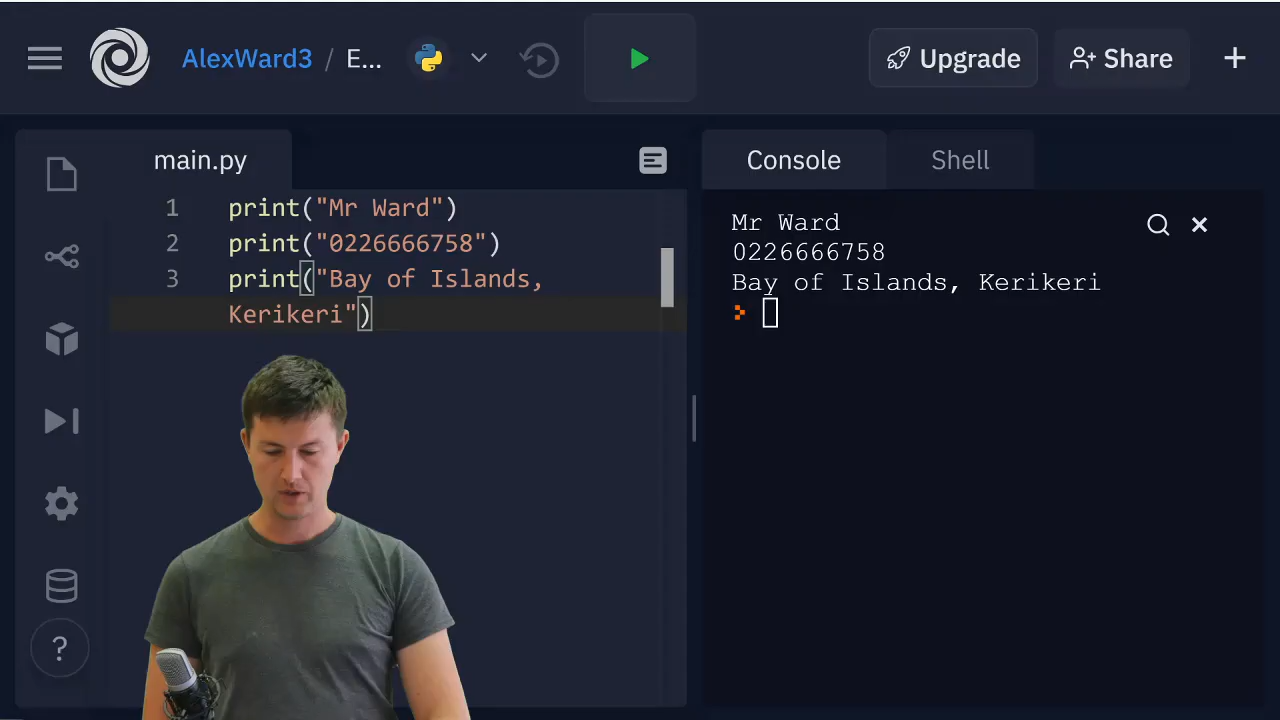 AlexWard3 / E...
Upgrade
Share
main.py
1 print("Mr Ward")
2 print("0226666758")
3 print("Bay of Islands,
Kerikeri")
?
Console
Shell
Mr Ward
0226666758
Bay of Islands, Kerikeri